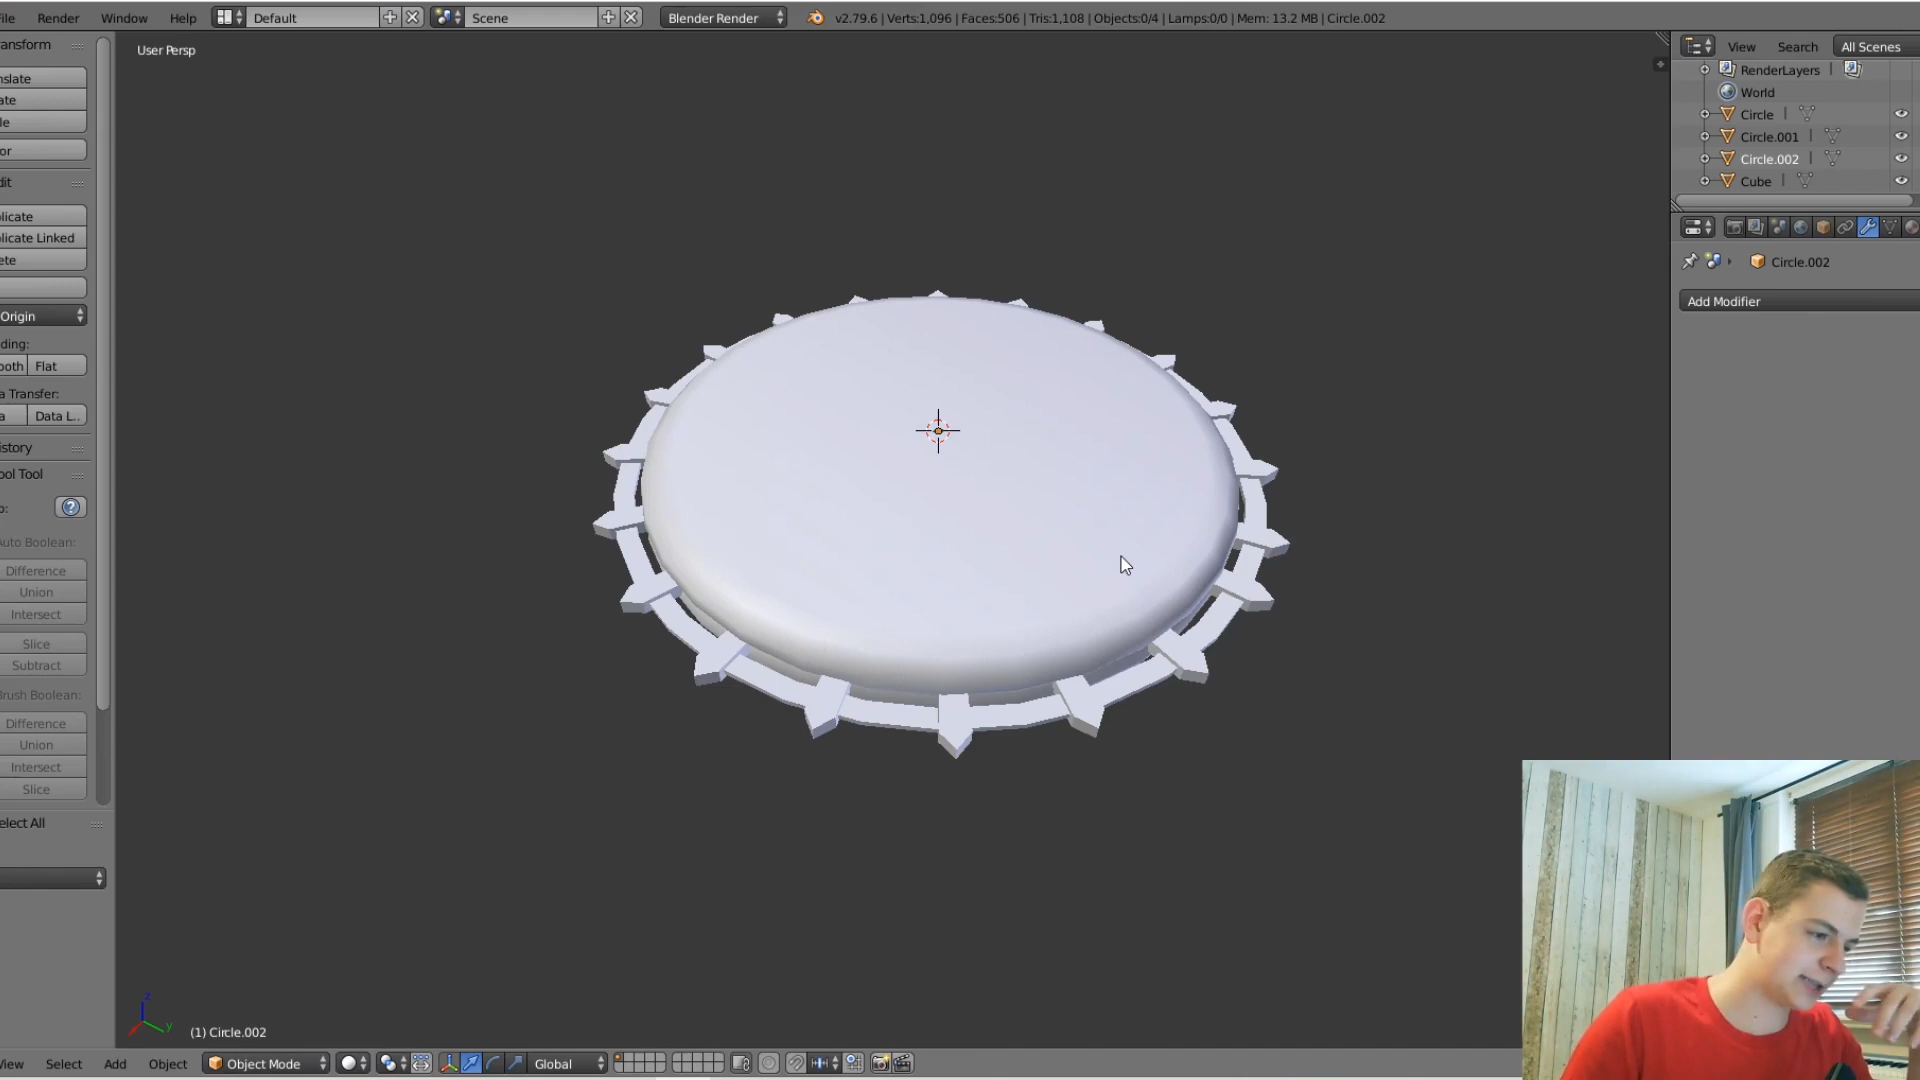 ile Render Window Help Default Scene Blender Render v2.79.6 | Verts:1,096 | Faces:506 | Tris:1,108 | Objects:0/4 | Lamps:0/0 | Mem: 13.2 MB | Circle.002
ansform
nslate
ate
le
or
dit
licate
licate Linked
ete
Origin
ding:
ooth Flat
a Transfer:
a Data L..
istory
ool Tool
o:
Auto Boolean:
Difference
Union
Intersect
Slice
Subtract
Brush Boolean:
Difference
Union
Intersect
Slice
elect All
User Persp
z
y
(1) Circle.002
View Search All Scenes
RenderLayers
World
Circle
Circle.001
Circle.002
Cube
Circle.002
Add Modifier
iew Select Add Object Object Mode Global